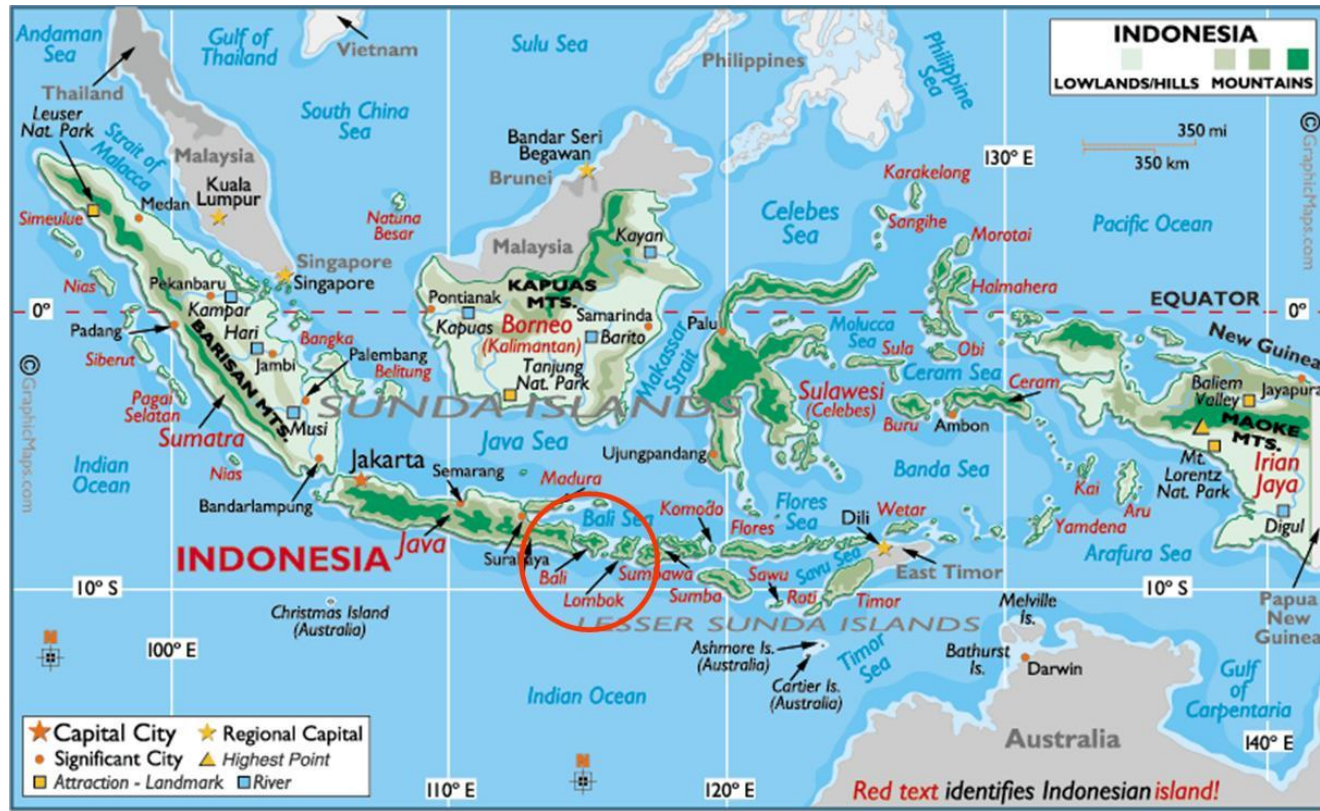 Andaman
Sea
Gulf of
Thailand
Vietnam
Sulu Sea
Philippines
Philippine
Sea
INDONESIA
LOWLANDS/HILLS MOUNTAINS
Thailand
Leuser
Nat. Park
Strait of
Malacca
South China
Sea
Malaysia
Kuala
Lumpur
Medan
Simeulue
Natuna
Besar
Bandar Seri
Begawan
Brunei
Malaysia
Kayan
Celebes
Sea
Karakelong
Sangihe
Morotai
Halmahera
130° E
350 mi
350 km
Pacific Ocean
©GraphicMaps.com
Singapore
Singapore
Nias
Pekanbaru
Kampar
Hari
Jambi
0°
Padang
Siberut
BARISAN MTS.
Bangka
Belitung
Palembang
Musi
Pagai
Selatan
Sumatra
Nias
Indian
Ocean
Bandarlampung
©GraphicMaps.com
Pontianak
KAPUAS
MTS.
Kapuas
Borneo
(Kalimantan)
Samarinda
Barito
Tanjung
Nat. Park
Makassar
Strait
SUNDA ISLANDS
Java Sea
Palu
Molucca
Sea
Sula
Obi
Ceram Sea
Ceram
Sulawesi
(Celebes)
Buru
Ambon
Ujungpandang
Banda Sea
EQUATOR
0°
New Guinea
Baliem
Valley
Jayapura
MAOKE
MTS.
Mt.
Lorentz
Nat. Park
Irian
Jaya
Digul
Kai
Aru
Yamdena
Arafura Sea
Jakarta
Semarang
Madura
Java
Surabaya
INDONESIA
Bali Sea
Bali
Lombok
Sumbawa
Komodo
Flores
Flores
Sea
Sumba
Sawu
Savu Sea
Roti
Dili
Wetar
East Timor
Timor
LESSER SUNDA ISLANDS
10° S
10° S
Christmas Island
(Australia)
100° E
N
Ashmore Is.
(Australia)
Cartier Is.
(Australia)
Timor
Sea
Melville
Is.
Bathurst
Is.
Darwin
Papua
New
Guinea
Gulf
of
Carpentaria
Indian Ocean
Australia
140° E
110° E
N
120° E
Capital City
Regional Capital
Significant City
Highest Point
Attraction - Landmark
River
Red text identifies Indonesian island!